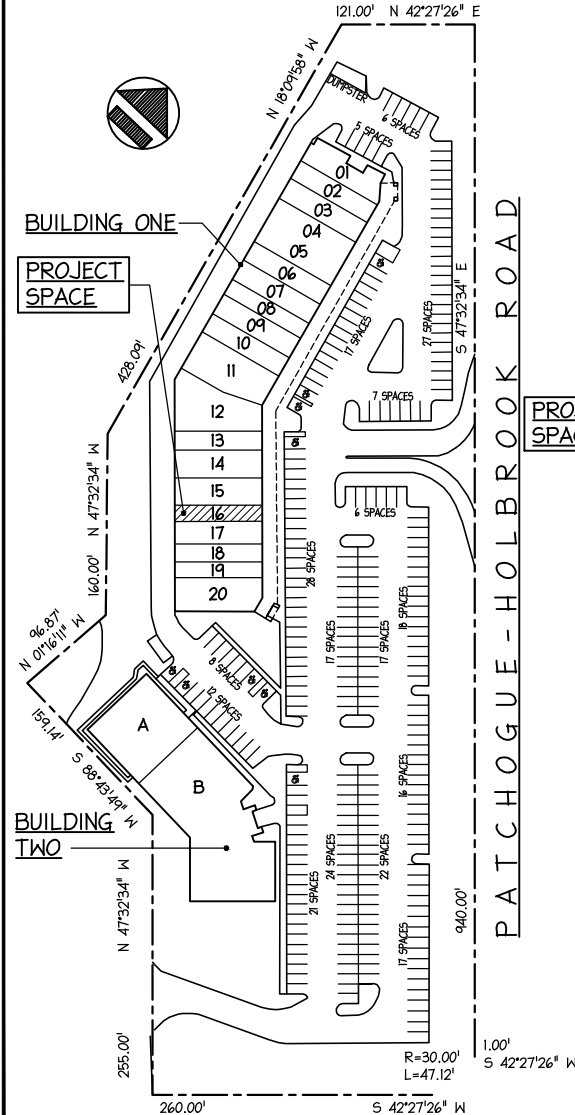 121.00' N 42°27'26" E
N 18°09'58" W
DUMPSTER
6 SPACES
5 SPACES
01
02
03
04
05
06
07
08
09
10
11
12
13
14
15
16
17
18
19
20
BUILDING ONE
PROJECT
SPACE
428.09'
17 SPACES
27 SPACES
S 47°32'34" E
7 SPACES
PATCHOGUE-HOLBROOK ROAD
PROJ
SPAC
N 47°32'34" W
160.00'
6 SPACES
28 SPACES
17 SPACES
17 SPACES
18 SPACES
96.87'
N 01°16'11" W
8 SPACES
12 SPACES
159.14'
S 88°43'49" W
A
B
16 SPACES
BUILDING
TWO
N 47°32'34" W
21 SPACES
24 SPACES
22 SPACES
17 SPACES
940.00'
255.00'
R=30.00'
L=47.12'
1.00'
S 42°27'26" W
260.00'
S 42°27'26" W